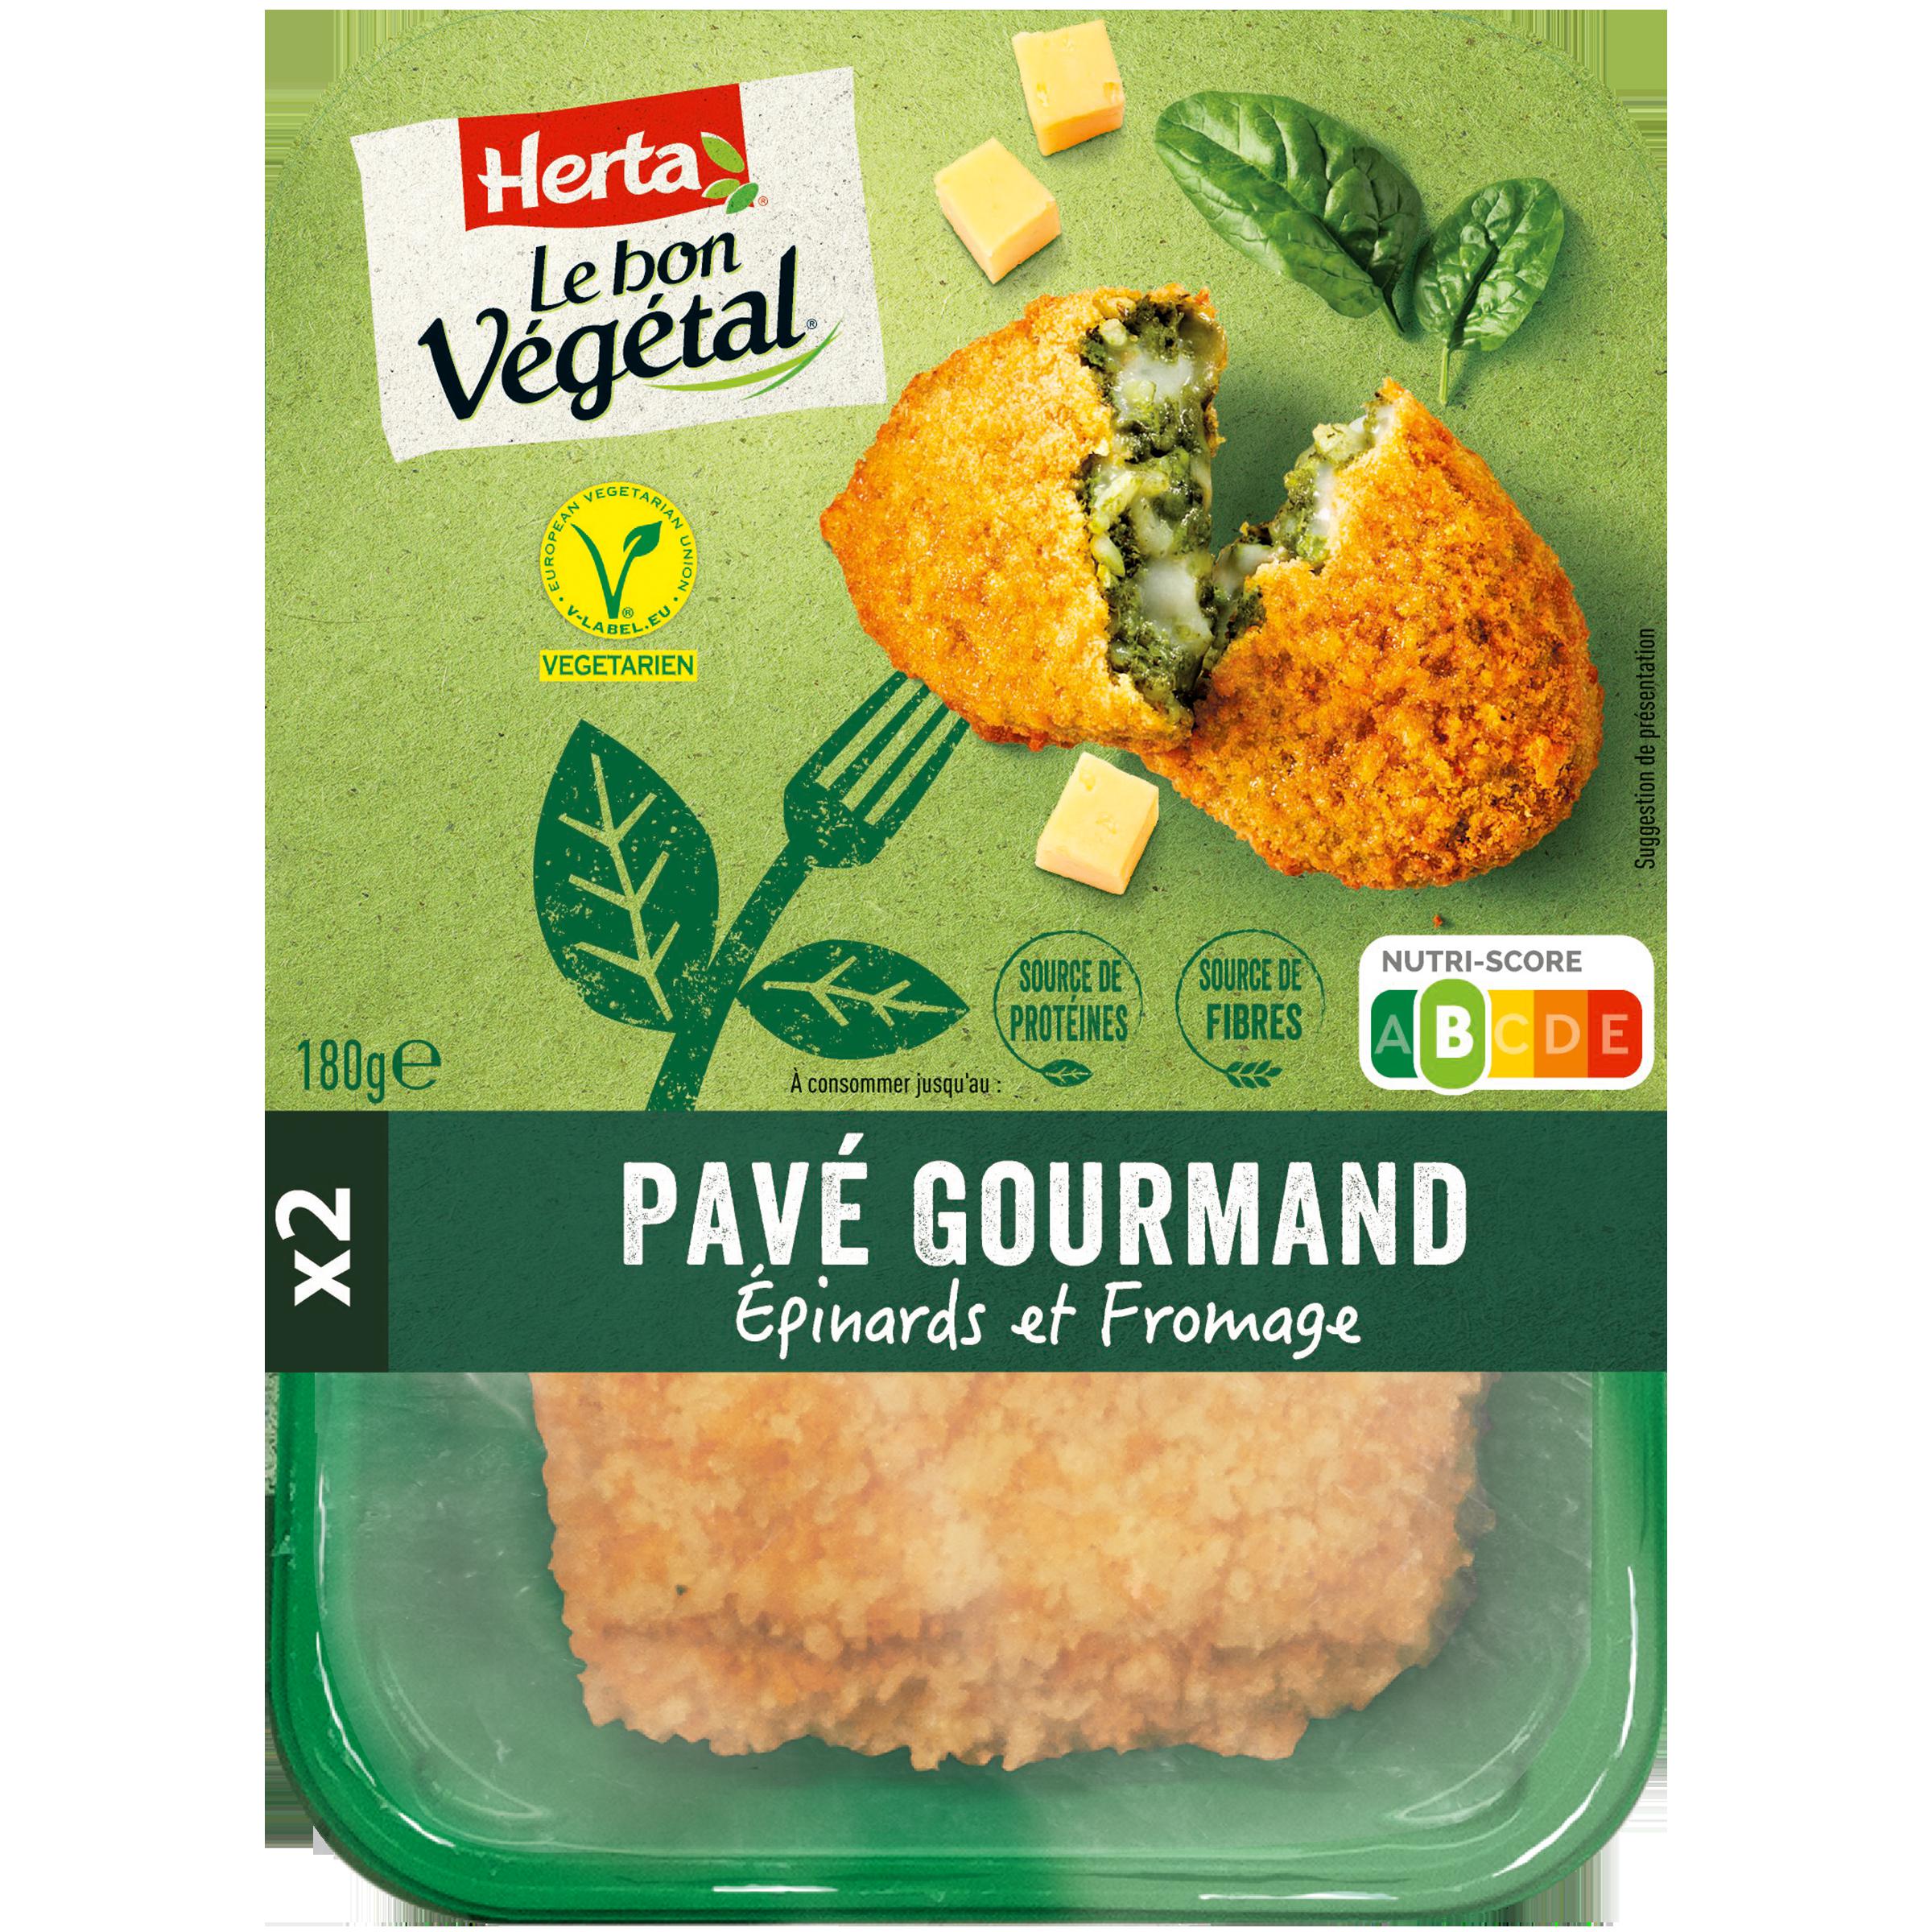 Herta
®
Le bon
Végétal®
EUROPEAN VEGETARIAN UNION
• V-LABEL.EU •
®
VEGETARIEN
Suggestion de présentation
SOURCE DE
PROTÉINES
SOURCE DE
FIBRES
NUTRI-SCORE
A B C D E
180g e
À consommer jusqu'au :
x2
PAVÉ GOURMAND
Épinards et Fromage